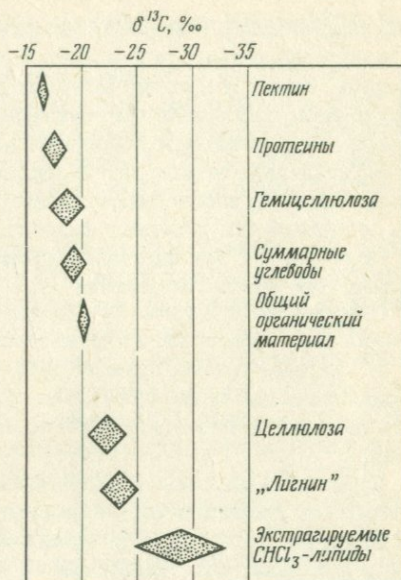 δ¹³C, ‰
-15 -20 -25 -30 -35
Пектин
Протеины
Гемицеллюлоза
Суммарные
углеводы
Общий
органический
материал
Целлюлоза
„Лигнин”
Экстрагируемые
CHCl₃-липиды